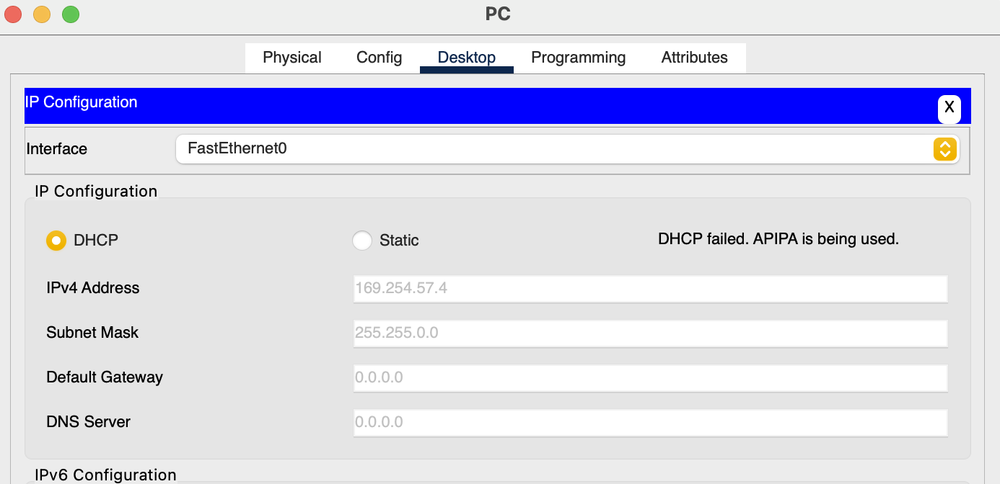 PC
Physical Config Desktop Programming Attributes
IP Configuration
X
Interface FastEthernet0
IP Configuration
DHCP Static DHCP failed. APIPA is being used.
IPv4 Address 169.254.57.4
Subnet Mask 255.255.0.0
Default Gateway 0.0.0.0
DNS Server 0.0.0.0
IPv6 Configuration